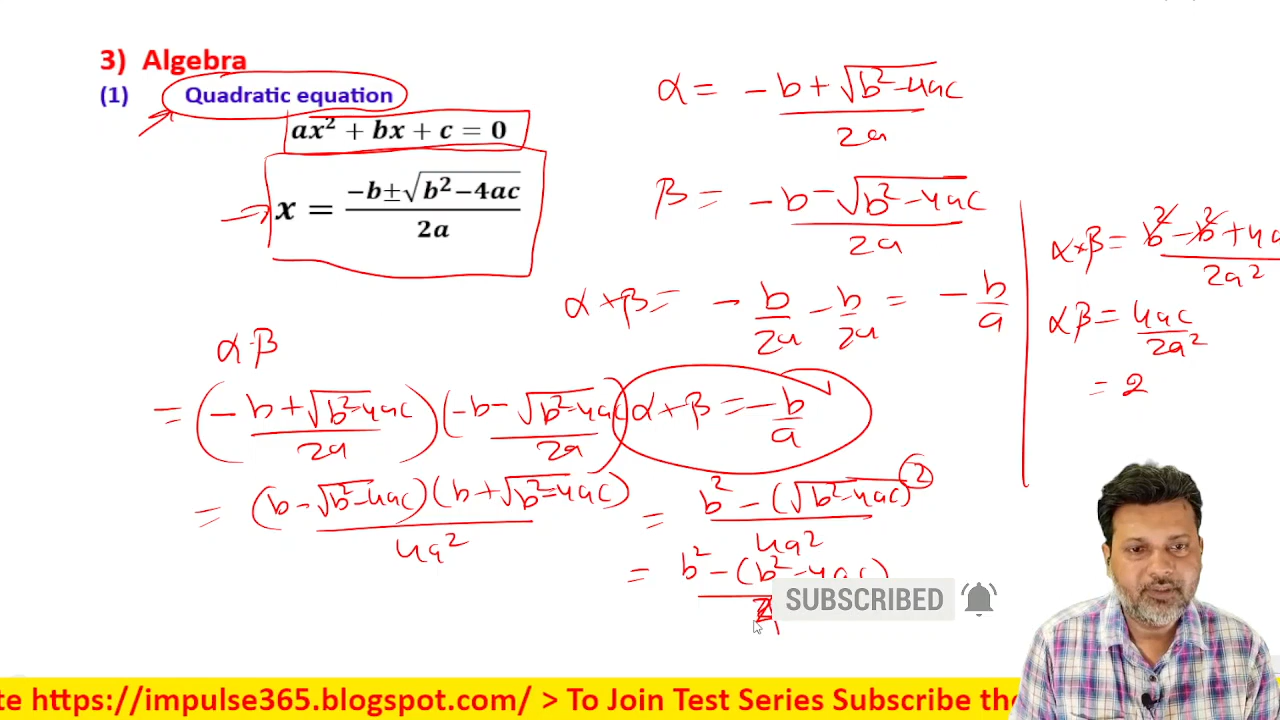 3) Algebra
(1) Quadratic equation
ax² + bx + c = 0
x = (-b ± √(b² - 4ac)) / 2a
α = (-b + √(b² - 4ac)) / 2a
β = (-b - √(b² - 4ac)) / 2a
α + β = - b/2a - b/2a = - b/a
α + β = - b/a
α·β
= ((-b + √(b² - 4ac)) / 2a) ((-b - √(b² - 4ac)) / 2a)
= (b - √(b² - 4ac)) (b + √(b² - 4ac)) / 4a²
= (b² - (√(b² - 4ac))²) / 4a²
= b² - (b² - 4ac)
α×β = (b² - b² + 4a / 2a²
αβ = 4ac / 2a²
= 2
SUBSCRIBED
te https://impulse365.blogspot.com/ > To Join Test Series Subscribe the